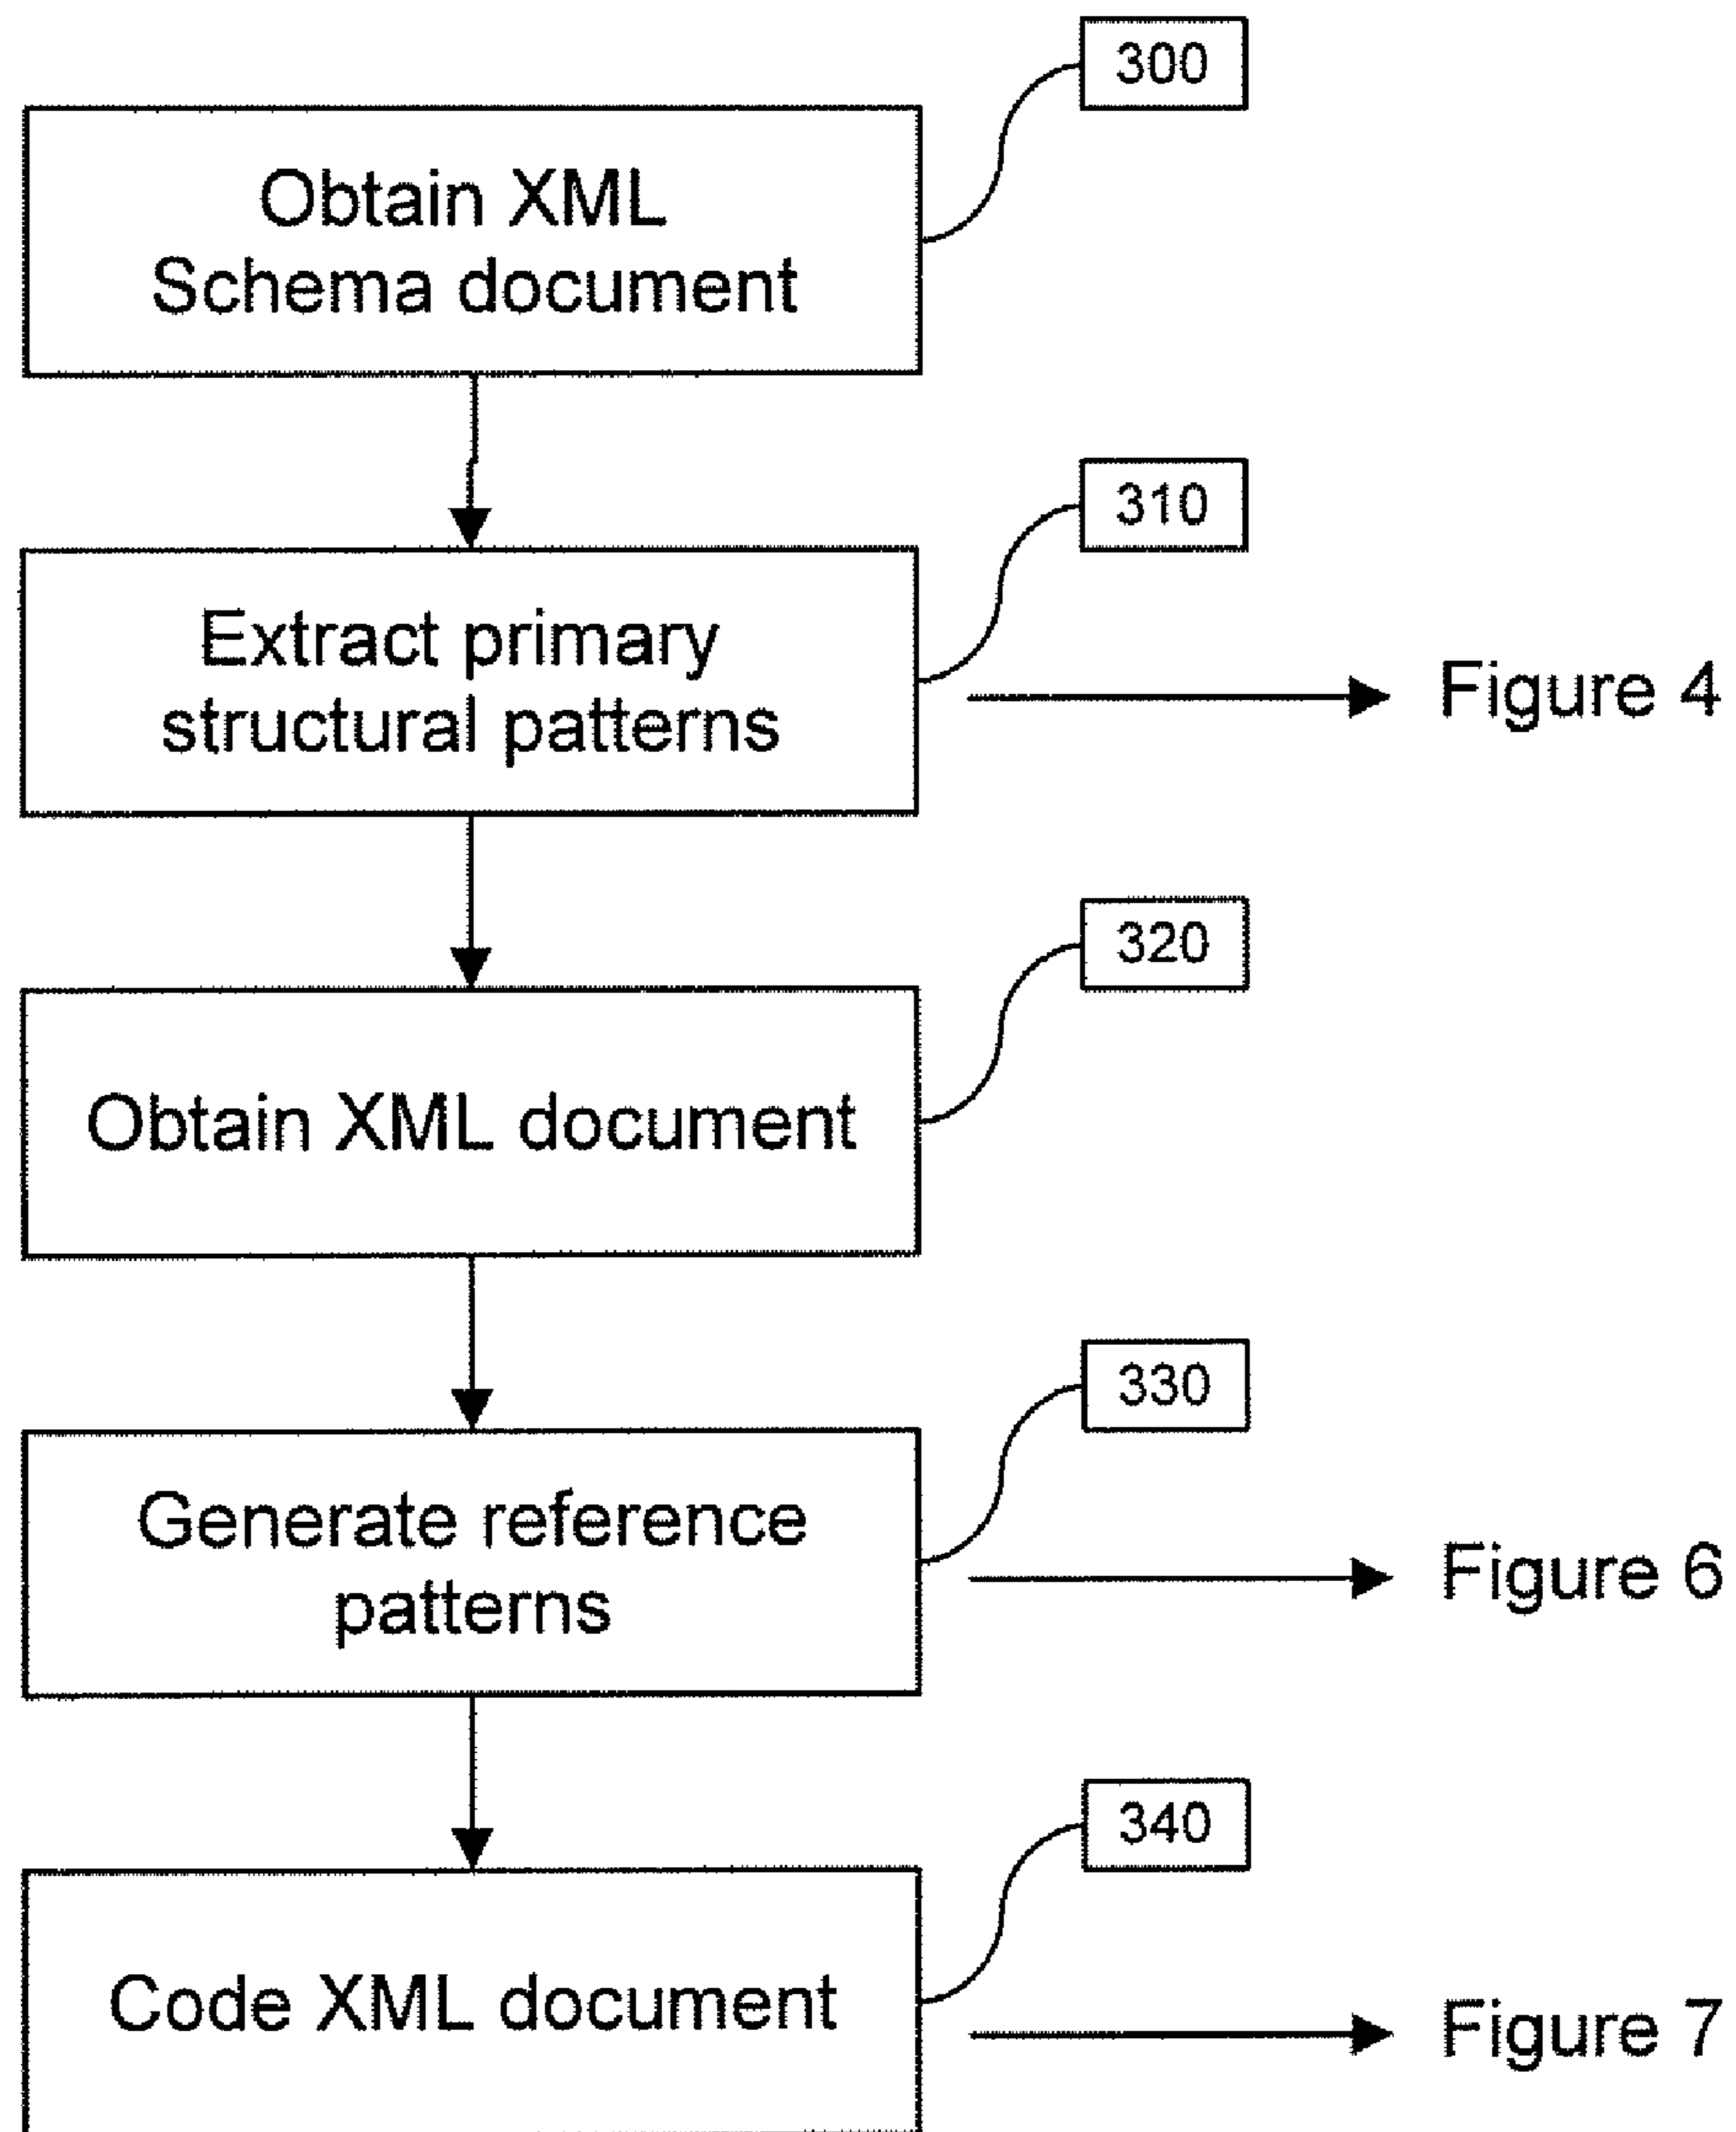 300
Obtain XML
Schema document
310
Extract primary
structural patterns
Figure 4
320
Obtain XML document
330
Generate reference
patterns
Figure 6
340
Code XML document
Figure 7